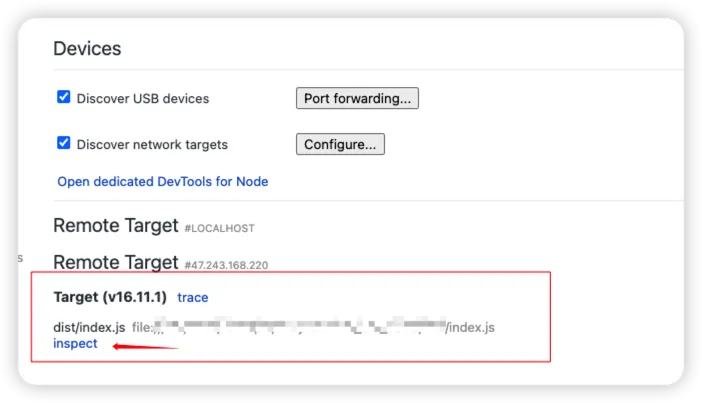 Devices
Discover USB devices Port forwarding...
Discover network targets Configure...
Open dedicated DevTools for Node
Remote Target #LOCALHOST
s
Remote Target #47.243.168.220
Target (v16.11.1) trace
dist/index.js file:/ /index.js
inspect